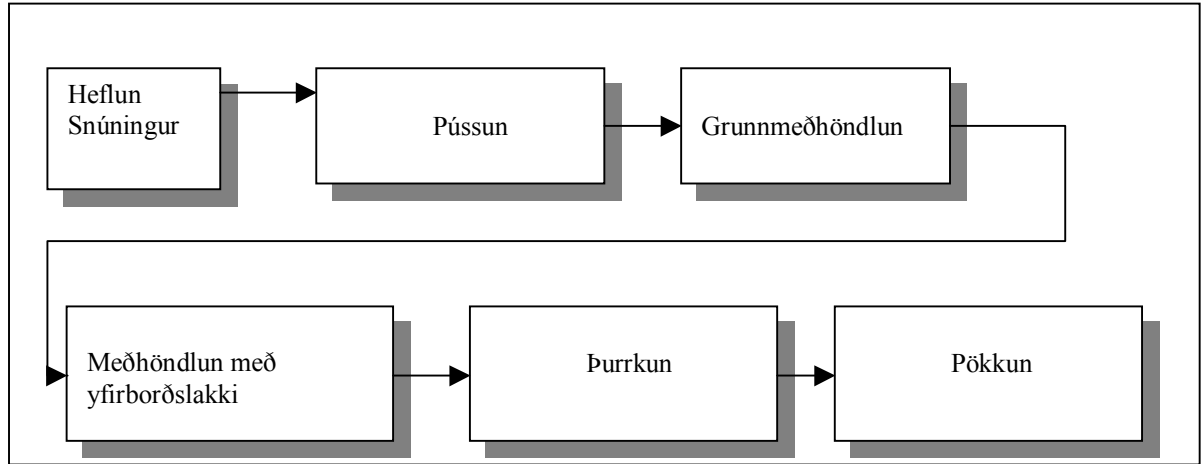 Heflun
Snúningur
Pússun
Grunnmeðhöndlun
Meðhöndlun með
yfirborðslakki
Þurrkun
Pökkun